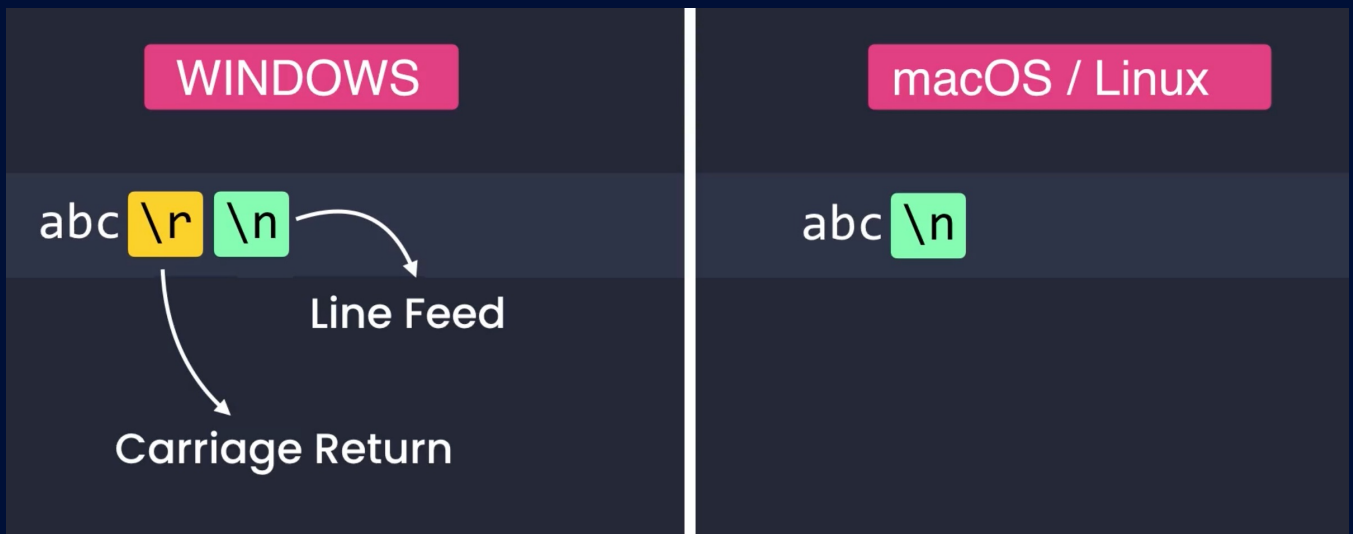 WINDOWS
abc\r\n
Line Feed
Carriage Return
macOS / Linux
abc\n